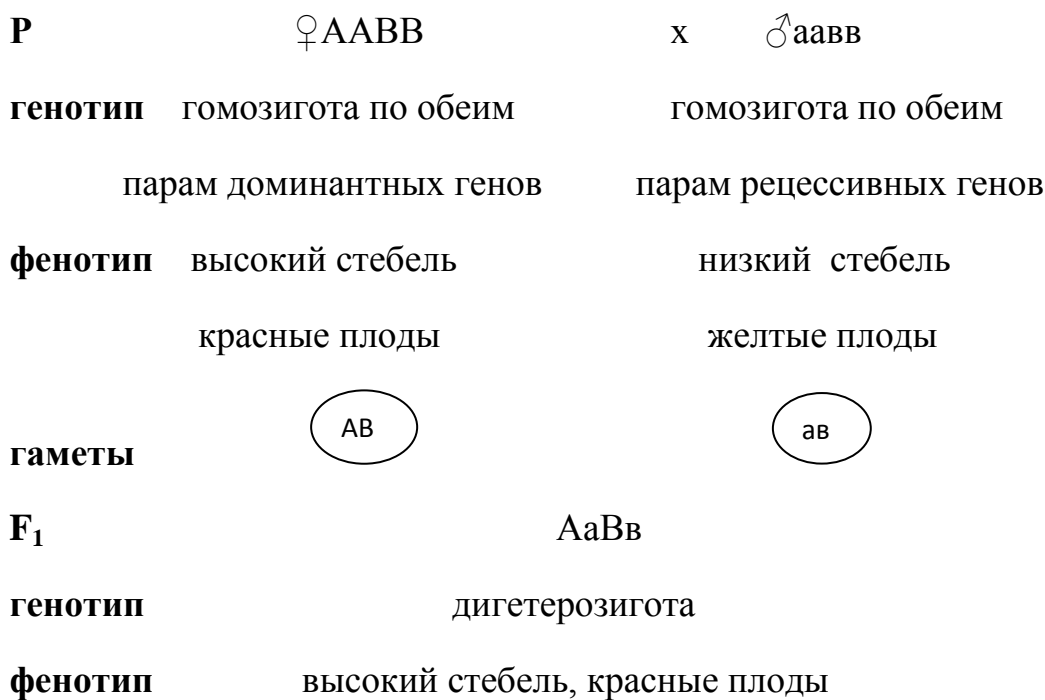 Р ♀ААВВ х ♂аавв
генотип гомозигота по обеим гомозигота по обеим
парам доминантных генов парам рецессивных генов
фенотип высокий стебель низкий стебель
красные плоды желтые плоды
АВ ав
гаметы
F₁ АаВв
генотип дигетерозигота
фенотип высокий стебель, красные плоды